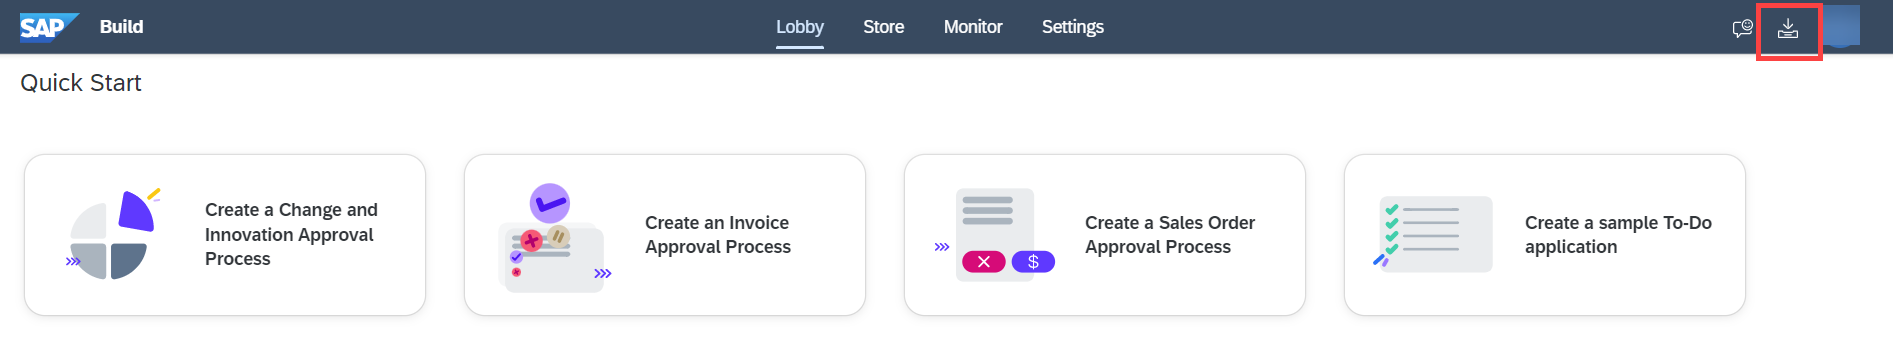 SAP Build Lobby Store Monitor Settings
Quick Start
Create a Change and
Innovation Approval
Process
Create an Invoice
Approval Process
Create a Sales Order
Approval Process
$
Create a sample To-Do
application